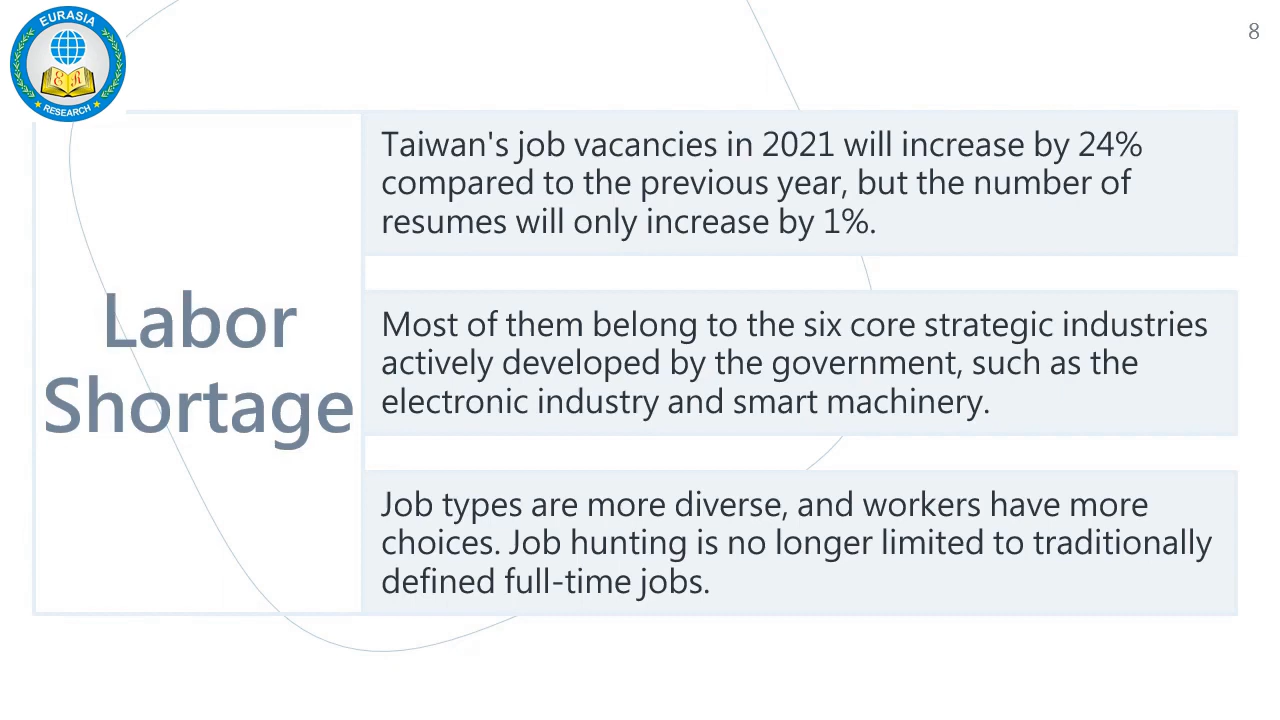 EURASIA
E R
RESEARCH
8
Labor
Shortage
Taiwan's job vacancies in 2021 will increase by 24%
compared to the previous year, but the number of
resumes will only increase by 1%.
Most of them belong to the six core strategic industries
actively developed by the government, such as the
electronic industry and smart machinery.
Job types are more diverse, and workers have more
choices. Job hunting is no longer limited to traditionally
defined full-time jobs.